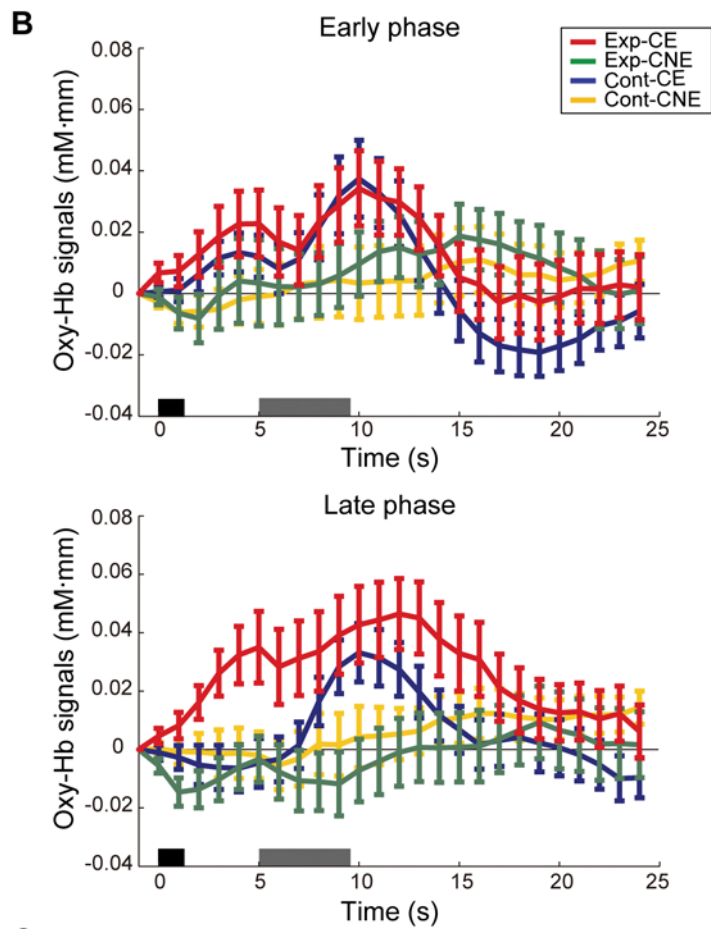 B
Early phase
Exp-CE
Exp-CNE
Cont-CE
Cont-CNE
Oxy-Hb signals (mM·mm)
0.08
0.06
0.04
0.02
0
-0.02
-0.04
0 5 10 15 20 25
Time (s)
Late phase
Oxy-Hb signals (mM·mm)
0.08
0.06
0.04
0.02
0
-0.02
-0.04
0 5 10 15 20 25
Time (s)